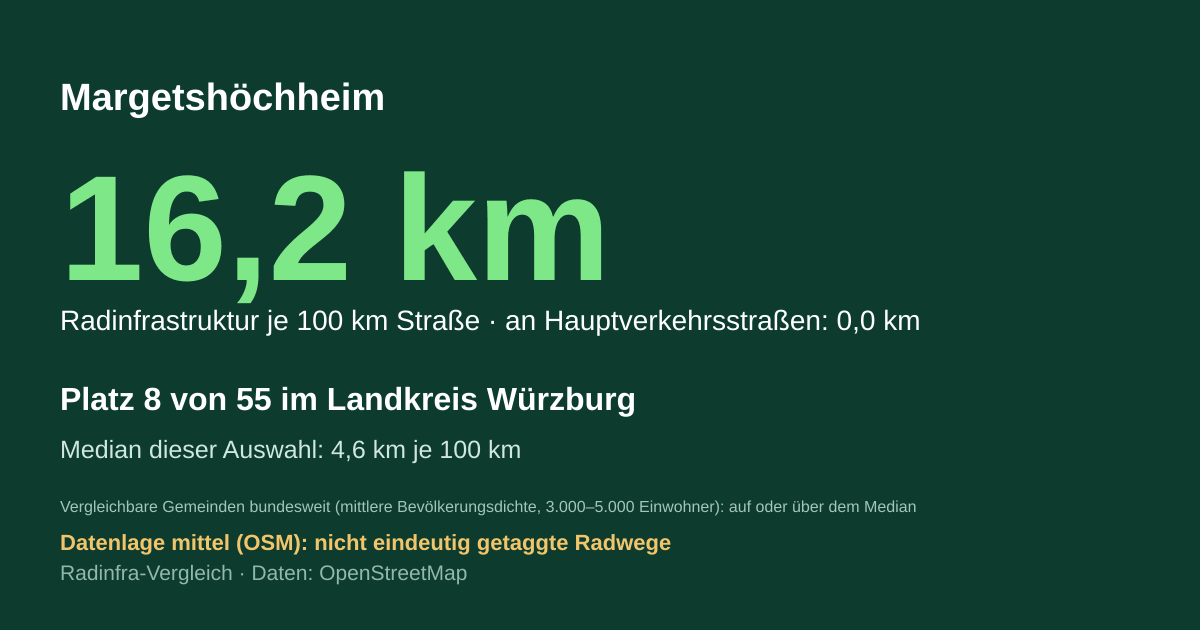 Margetshöchheim
16,2 km
Radinfrastruktur je 100 km Straße · an Hauptverkehrsstraßen: 0,0 km
Platz 8 von 55 im Landkreis Würzburg
Median dieser Auswahl: 4,6 km je 100 km
Vergleichbare Gemeinden bundesweit (mittlere Bevölkerungsdichte, 3.000–5.000 Einwohner): auf oder über dem Median
Datenlage mittel (OSM): nicht eindeutig getaggte Radwege
Radinfra-Vergleich · Daten: OpenStreetMap